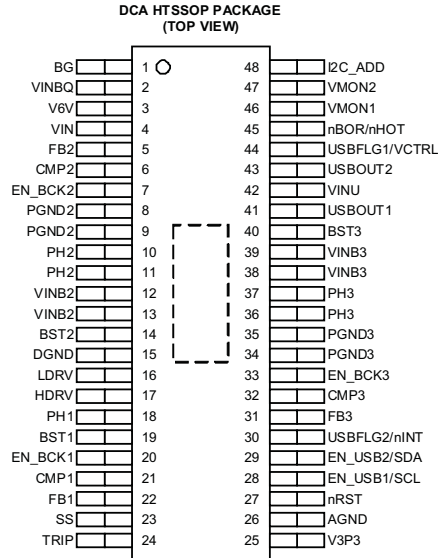 DCA HTSSOP PACKAGE
(TOP VIEW)
BG 1 48 I2C_ADD
VINBQ 2 47 VMON2
V6V 3 46 VMON1
VIN 4 45 nBOR/nHOT
FB2 5 44 USBFLG1/VCTRL
CMP2 6 43 USBOUT2
EN_BCK2 7 42 VINU
PGND2 8 41 USBOUT1
PGND2 9 40 BST3
PH2 10 39 VINB3
PH2 11 38 VINB3
VINB2 12 37 PH3
VINB2 13 36 PH3
BST2 14 35 PGND3
DGND 15 34 PGND3
LDRV 16 33 EN_BCK3
HDRV 17 32 CMP3
PH1 18 31 FB3
BST1 19 30 USBFLG2/nINT
EN_BCK1 20 29 EN_USB2/SDA
CMP1 21 28 EN_USB1/SCL
FB1 22 27 nRST
SS 23 26 AGND
TRIP 24 25 V3P3